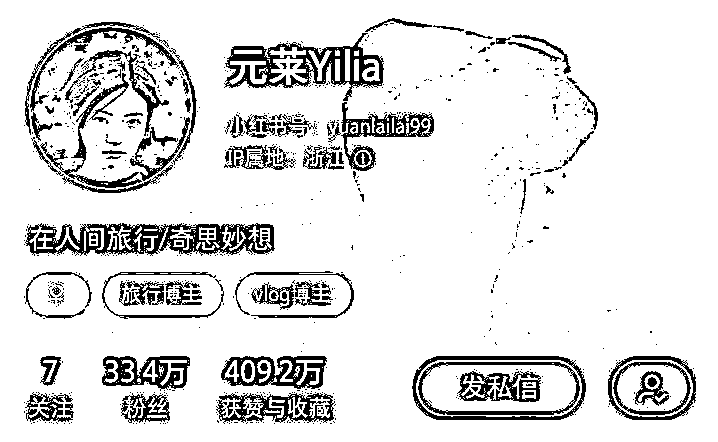 元莱Yilia
小红书号：yuanlailai99
IP属地：浙江
在人间旅行/奇思妙想
旅行博主 vlog博主
7 33.4万 409.2万
关注 粉丝 获赞与收藏
发私信